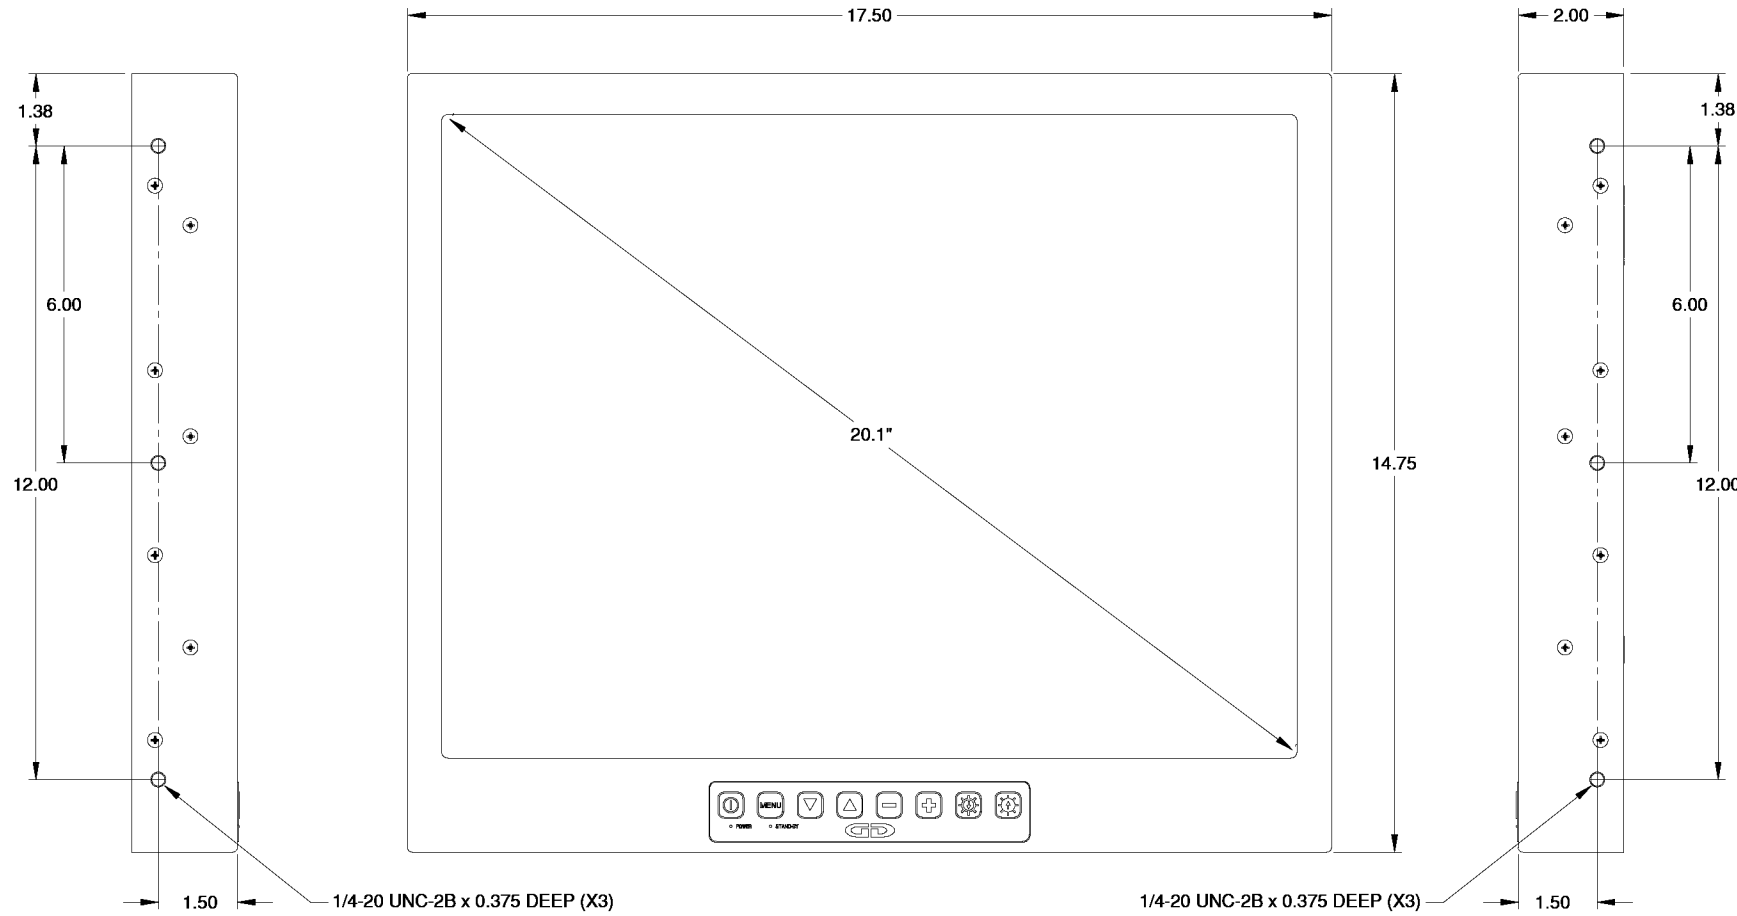 17.50
2.00
1.38
1.38
6.00
6.00
20.1"
14.75
12.00
12.00
MENU
POWER
STAND-BY
GD
1.50
1/4-20 UNC-2B x 0.375 DEEP (X3)
1/4-20 UNC-2B x 0.375 DEEP (X3)
1.50